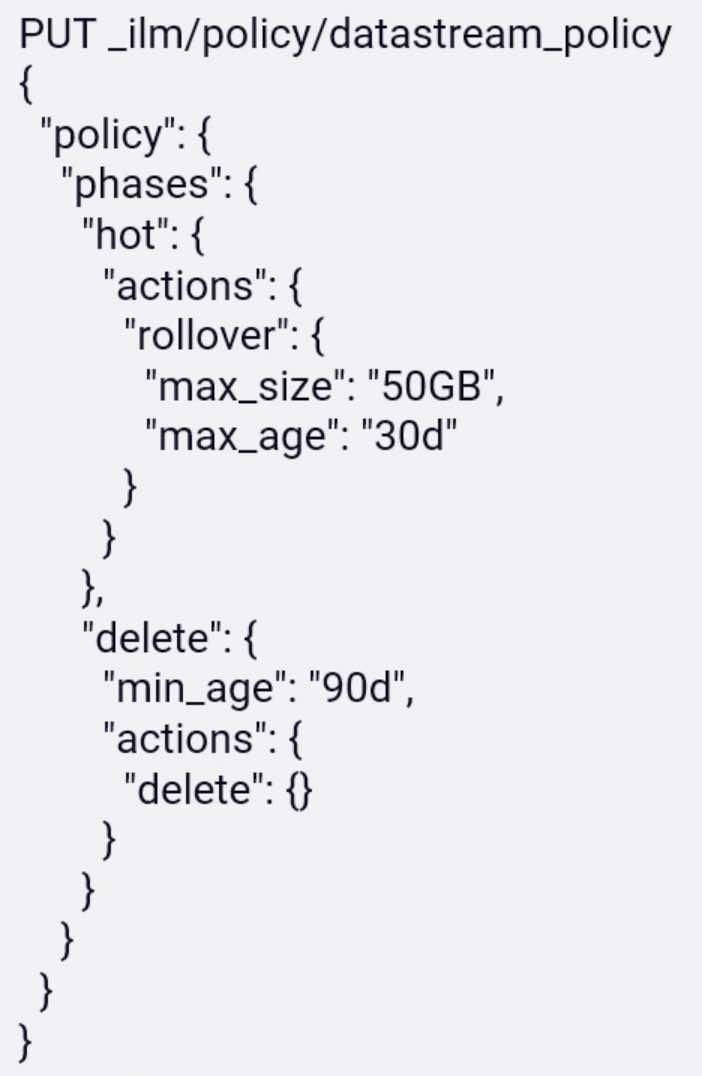 PUT _ilm/policy/datastream_policy
{
  "policy": {
    "phases": {
      "hot": {
        "actions": {
          "rollover": {
            "max_size": "50GB",
            "max_age": "30d"
          }
        }
      },
      "delete": {
        "min_age": "90d",
        "actions": {
          "delete": {}
        }
      }
    }
  }
}